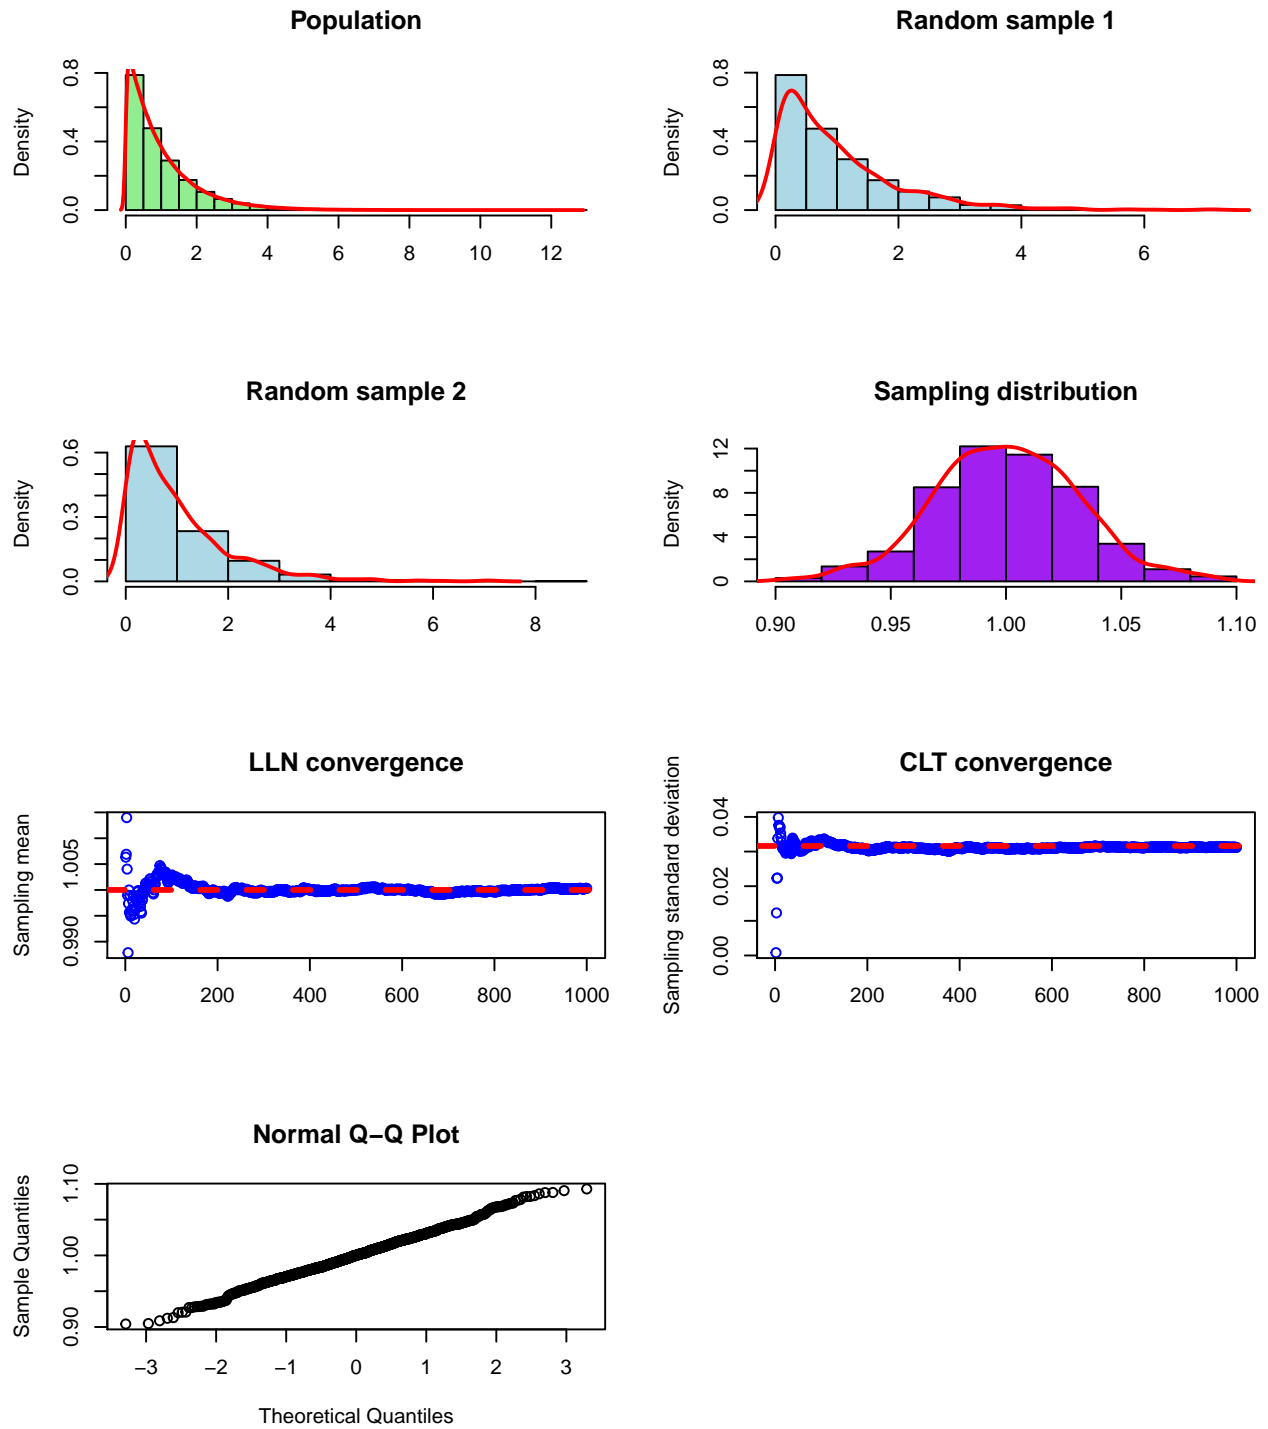 Population
Density
0.0 0.4 0.8
0 2 4 6 8 10 12
Random sample 1
Density
0.0 0.4 0.8
0 2 4 6
Random sample 2
Density
0.0 0.3 0.6
0 2 4 6 8
Sampling distribution
Density
0 4 8 12
0.90 0.95 1.00 1.05 1.10
LLN convergence
Sampling mean
0.990 1.005
0 200 400 600 800 1000
CLT convergence
Sampling standard deviation
0.00 0.02 0.04
0 200 400 600 800 1000
Normal Q−Q Plot
Sample Quantiles
0.90 1.00 1.10
−3 −2 −1 0 1 2 3
Theoretical Quantiles